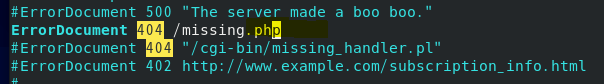 #ErrorDocument 500 "The server made a boo boo."
ErrorDocument 404 /missing.php
#ErrorDocument 404 "/cgi-bin/missing_handler.pl"
#ErrorDocument 402 http://www.example.com/subscription_info.html
#